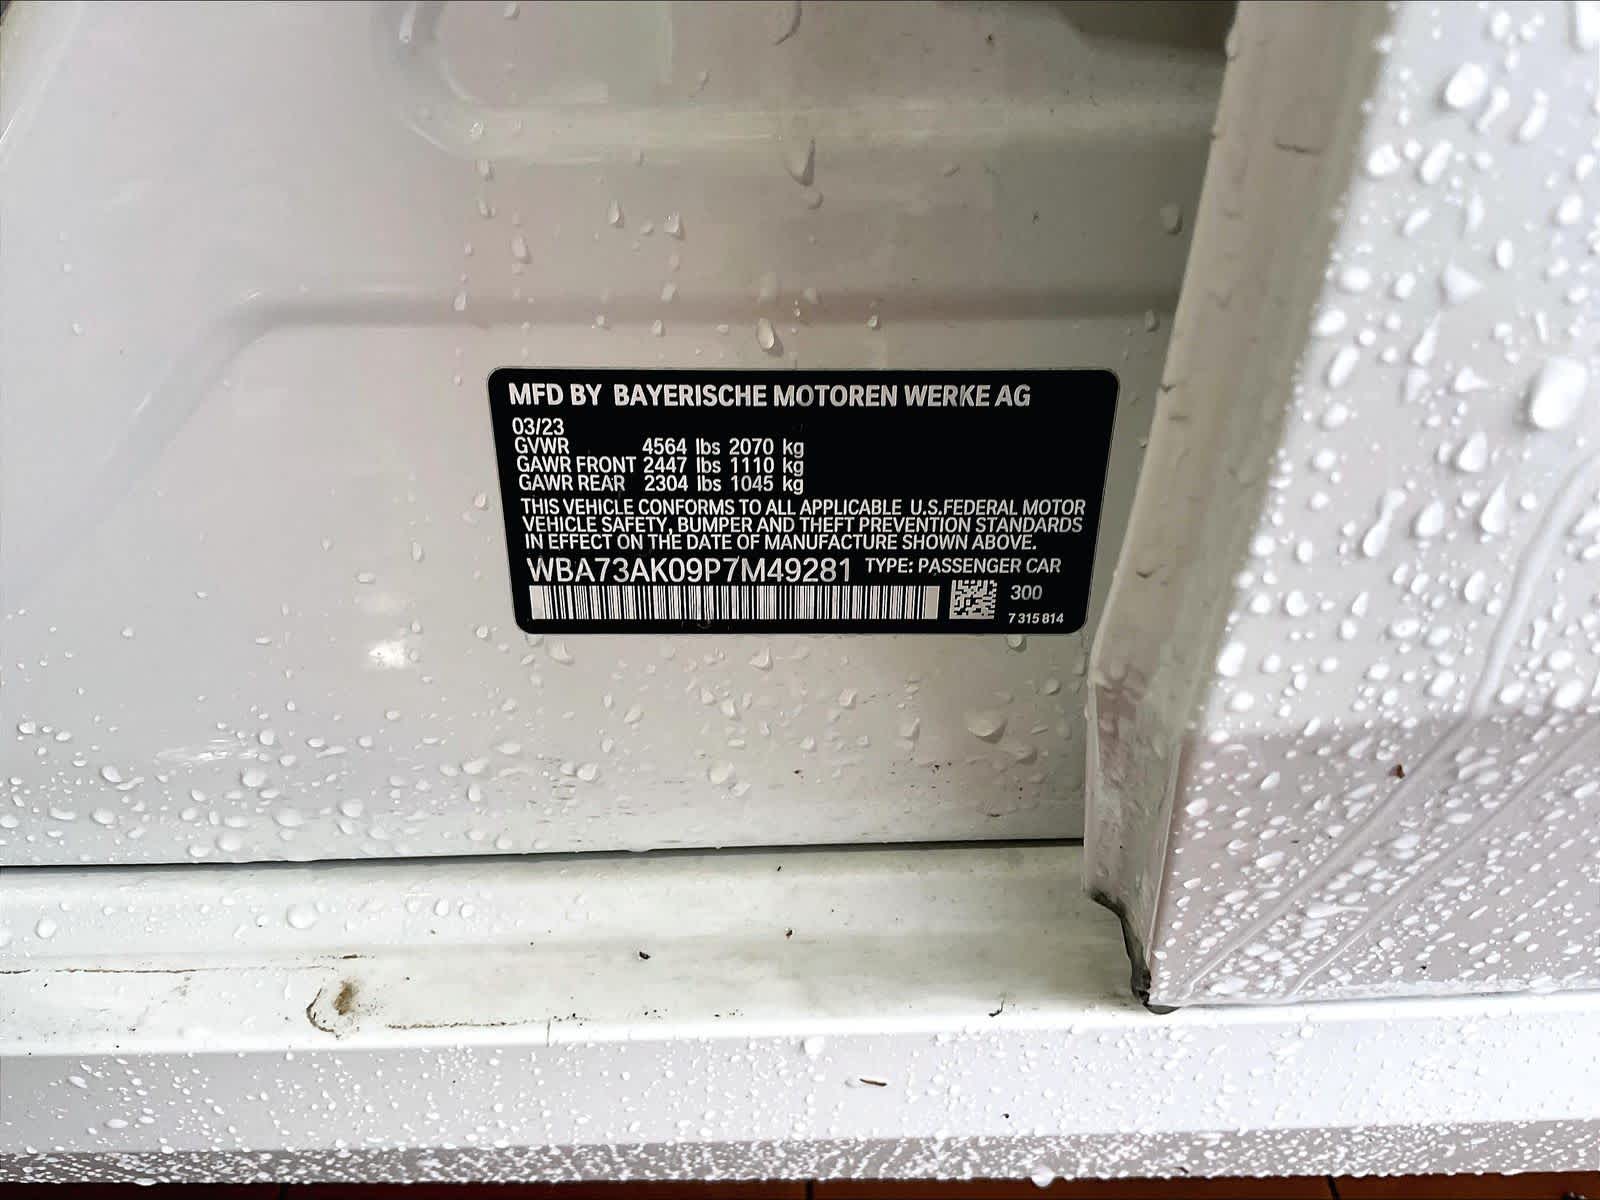 MFD BY BAYERISCHE MOTOREN WERKE AG
03/23
GVWR 4564 lbs 2070 kg
GAWR FRONT 2447 lbs 1110 kg
GAWR REAR 2304 lbs 1045 kg
THIS VEHICLE CONFORMS TO ALL APPLICABLE U.S.FEDERAL MOTOR
VEHICLE SAFETY, BUMPER AND THEFT PREVENTION STANDARDS
IN EFFECT ON THE DATE OF MANUFACTURE SHOWN ABOVE.
WBA73AK09P7M49281 TYPE: PASSENGER CAR
300
7 315 814